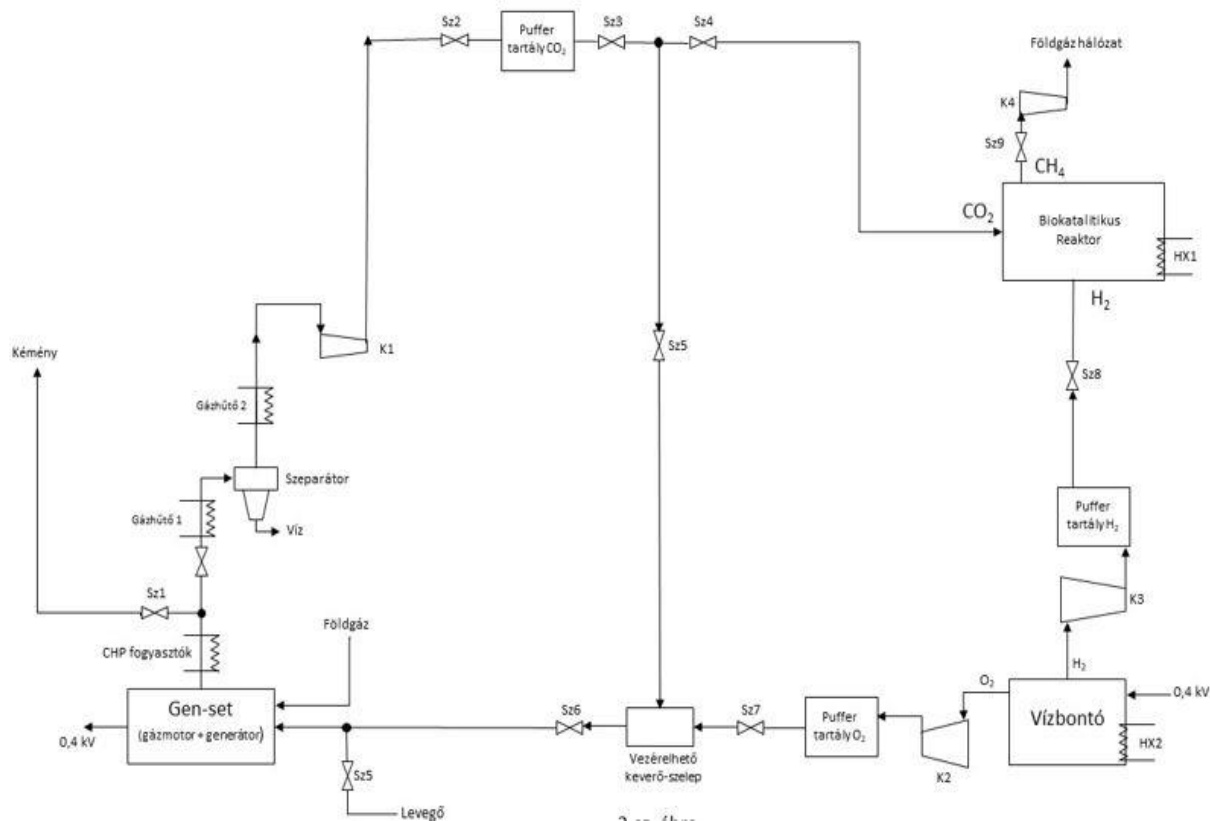 Sz2
Puffer
tartály CO₂
Sz3
Sz4
Földgáz hálózat
K4
Sz9
CH₄
CO₂
Biokatalitikus
Reaktor
HX1
H₂
K1
Sz5
Kémény
Sz8
Gázhűtő 2
Szeparátor
Gázhűtő 1
Víz
Puffer
tartály H₂
Sz1
K3
Földgáz
CHP fogyasztók
H₂
O₂
0,4 kV
Gen-set
(gázmotor + generátor)
Sz6
Sz7
Puffer
tartály O₂
Vízbontó
0,4 kV
HX2
Sz5
Vezérelhető
keverő-szelep
K2
Levegő